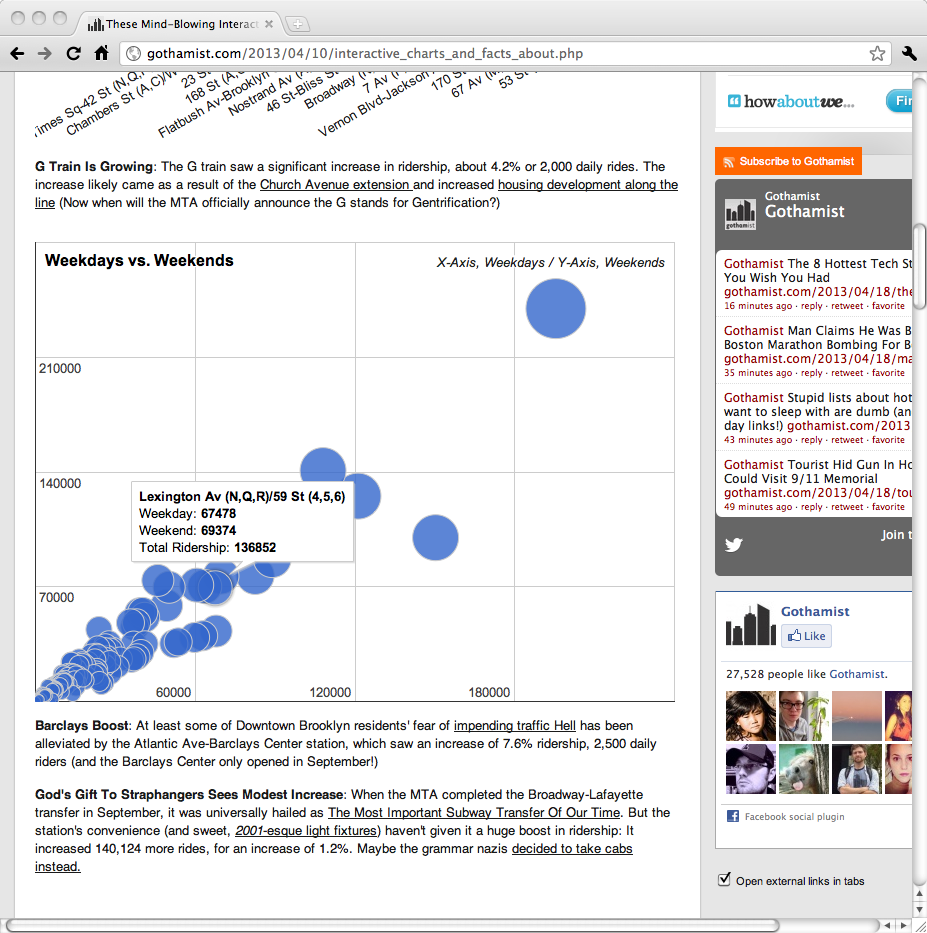 These Mind-Blowing Interac
gothamist.com/2013/04/10/interactive_charts_and_facts_about.php
Times Sq-42 St (N,Q,
Chambers St (A,C)/W
23 S
168 St (A,
Flatbush Av-Brooklyn
Nostrand Av (
46 St-Bliss S
Broadway (
7 Av (
Vernon Blvd-Jackson
170 S
67 Av (M
53 St
G Train Is Growing: The G train saw a significant increase in ridership, about 4.2% or 2,000 daily rides. The
increase likely came as a result of the Church Avenue extension and increased housing development along the
line (Now when will the MTA officially announce the G stands for Gentrification?)
Weekdays vs. Weekends
X-Axis, Weekdays / Y-Axis, Weekends
210000
140000
Lexington Av (N,Q,R)/59 St (4,5,6)
Weekday: 67478
Weekend: 69374
Total Ridership: 136852
70000
60000
120000
180000
Barclays Boost: At least some of Downtown Brooklyn residents' fear of impending traffic Hell has been
alleviated by the Atlantic Ave-Barclays Center station, which saw an increase of 7.6% ridership, 2,500 daily
riders (and the Barclays Center only opened in September!)
God's Gift To Straphangers Sees Modest Increase: When the MTA completed the Broadway-Lafayette
transfer in September, it was universally hailed as The Most Important Subway Transfer Of Our Time. But the
station's convenience (and sweet, 2001-esque light fixtures) haven't given it a huge boost in ridership: It
increased 140,124 more rides, for an increase of 1.2%. Maybe the grammar nazis decided to take cabs
instead.
howaboutwe...
Fin
Subscribe to Gothamist
gothamist
Gothamist
Gothamist
Gothamist The 8 Hottest Tech St
You Wish You Had
gothamist.com/2013/04/18/the
16 minutes ago · reply · retweet · favorite
Gothamist Man Claims He Was B
Boston Marathon Bombing For B
gothamist.com/2013/04/18/ma
35 minutes ago · reply · retweet · favorite
Gothamist Stupid lists about hot
want to sleep with are dumb (an
day links!) gothamist.com/2013
43 minutes ago · reply · retweet · favorite
Gothamist Tourist Hid Gun In Ho
Could Visit 9/11 Memorial
gothamist.com/2013/04/18/tou
49 minutes ago · reply · retweet · favorite
Join t
Gothamist
Like
27,528 people like Gothamist.
Facebook social plugin
Open external links in tabs